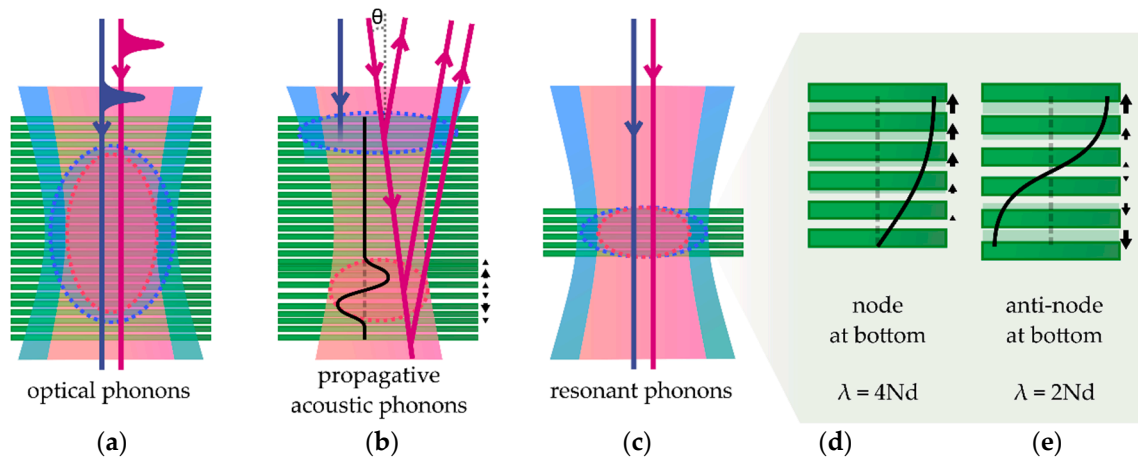 θ
optical phonons
propagative
acoustic phonons
resonant phonons
node
at bottom
λ = 4Nd
anti-node
at bottom
λ = 2Nd
(a)
(b)
(c)
(d)
(e)